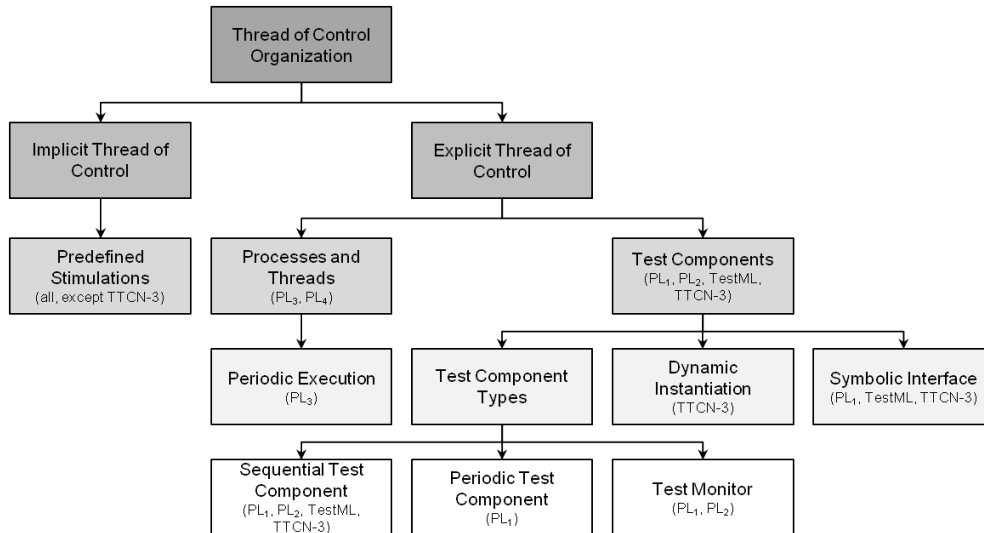 Thread of Control
Organization
Implicit Thread of
Control
Explicit Thread of
Control
Predefined
Stimulations
(all, except TTCN-3)
Processes and
Threads
(PL₃, PL₄)
Test Components
(PL₁, PL₂, TestML,
TTCN-3)
Periodic Execution
(PL₃)
Test Component
Types
Dynamic
Instantiation
(TTCN-3)
Symbolic Interface
(PL₁, TestML, TTCN-3)
Sequential Test
Component
(PL₁, PL₂, TestML,
TTCN-3)
Periodic Test
Component
(PL₁)
Test Monitor
(PL₁, PL₂)